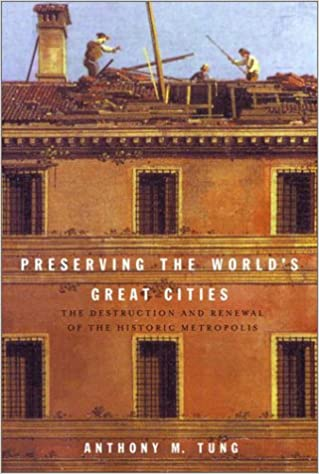 PRESERVING THE WORLD'S
GREAT CITIES
THE DESTRUCTION AND RENEWAL
OF THE HISTORIC METROPOLIS
ANTHONY M. TUNG